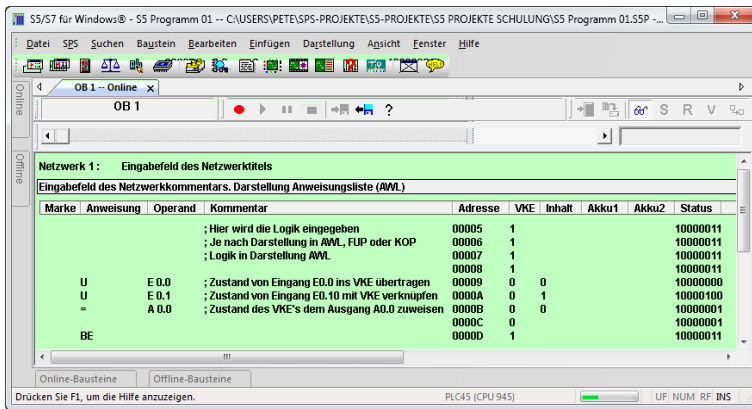 S5/S7 für Windows® - S5 Programm 01 -- C:\USERS\PETE\SPS-PROJEKTE\S5-PROJEKTE\S5 PROJEKTE SCHULUNG\S5 Programm 01.S5P -...
Datei SPS Suchen Baustein Bearbeiten Einfügen Darstellung Ansicht Fenster Hilfe
HELP
Online
OB 1 -- Online x
OB 1
? S R V
Offline
Netzwerk 1: Eingabefeld des Netzwerktitels
Eingabefeld des Netzwerkkommentars. Darstellung Anweisungsliste (AWL)
Marke Anweisung Operand Kommentar Adresse VKE Inhalt Akku1 Akku2 Status
; Hier wird die Logik eingegeben 00005 1 10000011
; Je nach Darstellung in AWL, FUP oder KOP 00006 1 10000011
; Logik in Darstellung AWL 00007 1 10000011
00008 1 10000011
U E 0.0 ; Zustand von Eingang E0.0 ins VKE übertragen 00009 0 0 10000000
U E 0.1 ; Zustand von Eingang E0.10 mit VKE verknüpfen 0000A 0 1 10000100
= A 0.0 ; Zustand des VKE's dem Ausgang A0.0 zuweisen 0000B 0 0 10000001
0000C 0 10000001
BE 0000D 1 10000011
Online-Bausteine Offline-Bausteine
Drücken Sie F1, um die Hilfe anzuzeigen. PLC45 (CPU 945) UF NUM RF INS